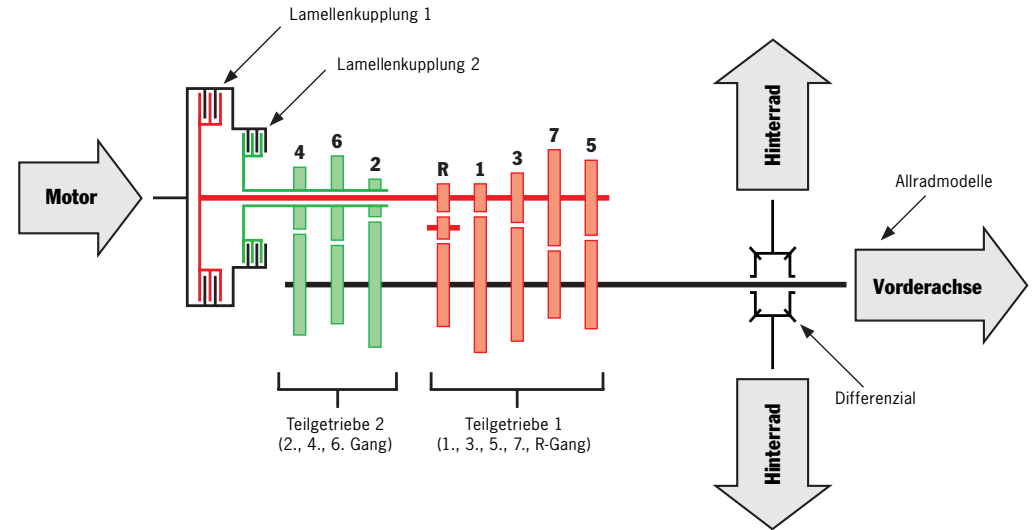 Lamellenkupplung 1
Lamellenkupplung 2
Motor
4
6
2
R
1
3
7
5
Hinterrad
Allradmodelle
Vorderachse
Differenzial
Hinterrad
Teilgetriebe 2
(2., 4., 6. Gang)
Teilgetriebe 1
(1., 3., 5., 7., R-Gang)